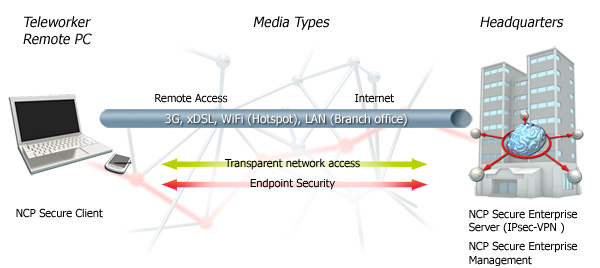 Teleworker
Remote PC
Media Types
Headquarters
Remote Access
Internet
3G, xDSL, WiFi (Hotspot), LAN (Branch office)
Transparent network access
Endpoint Security
NCP Secure Client
NCP Secure Enterprise
Server (IPsec-VPN )
NCP Secure Enterprise
Management